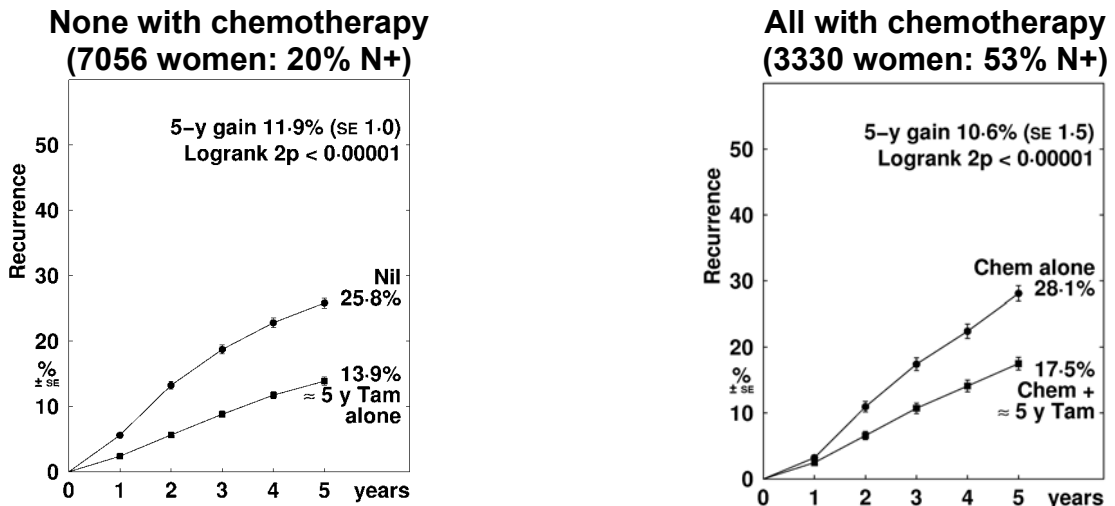 None with chemotherapy
(7056 women: 20% N+)
5−y gain 11·9% (SE 1·0)
Logrank 2p < 0·00001
Recurrence
%
± SE
50
40
30
20
10
0
Nil
25·8%
13·9%
≈ 5 y Tam
alone
0 1 2 3 4 5 years
All with chemotherapy
(3330 women: 53% N+)
5−y gain 10·6% (SE 1·5)
Logrank 2p < 0·00001
Recurrence
%
± SE
50
40
30
20
10
0
Chem alone
28·1%
17·5%
Chem +
≈ 5 y Tam
0 1 2 3 4 5 years